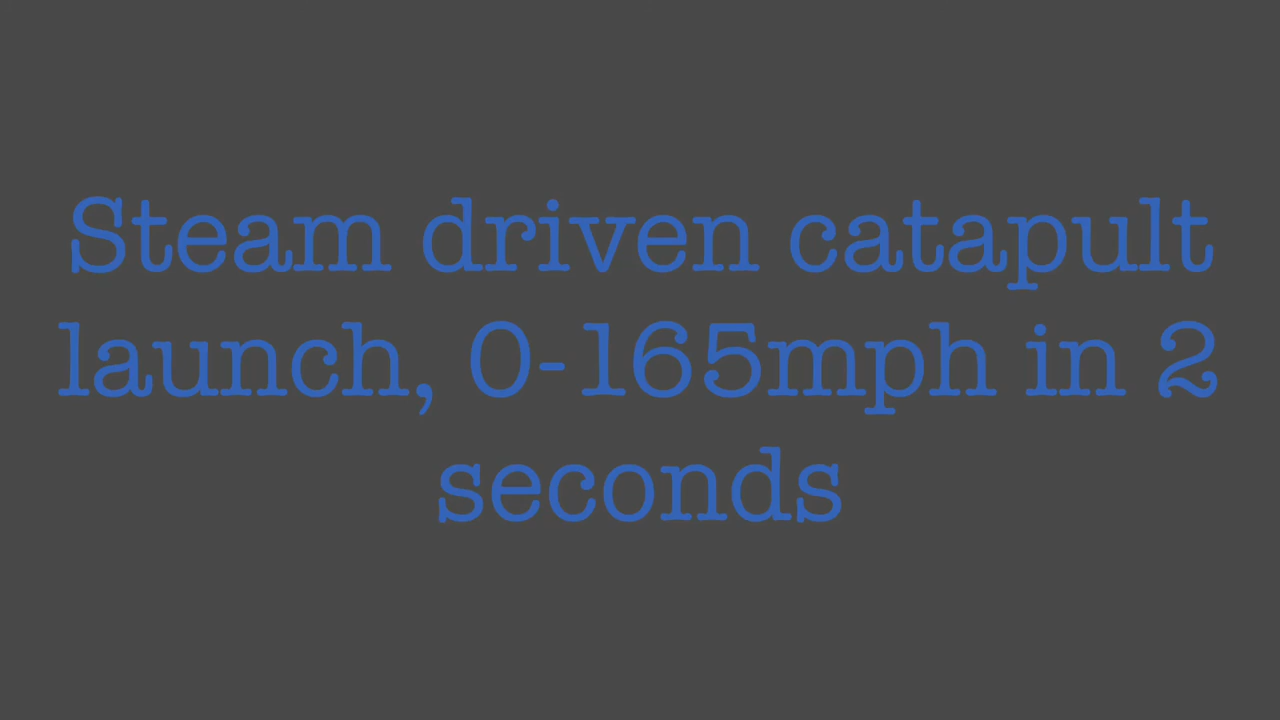 Steam driven catapult
launch, 0-165mph in 2
seconds